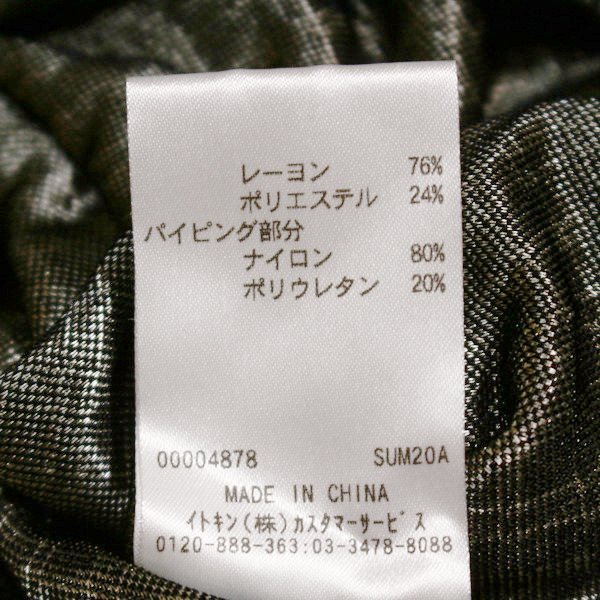 レーヨン 76%
ポリエステル 24%
パイピング部分
ナイロン 80%
ポリウレタン 20%
00004878 SUM20A
MADE IN CHINA
ｲﾄｷﾝ(株)ｶｽﾀﾏｰｻｰﾋﾞｽ
0120-888-363:03-3478-8088